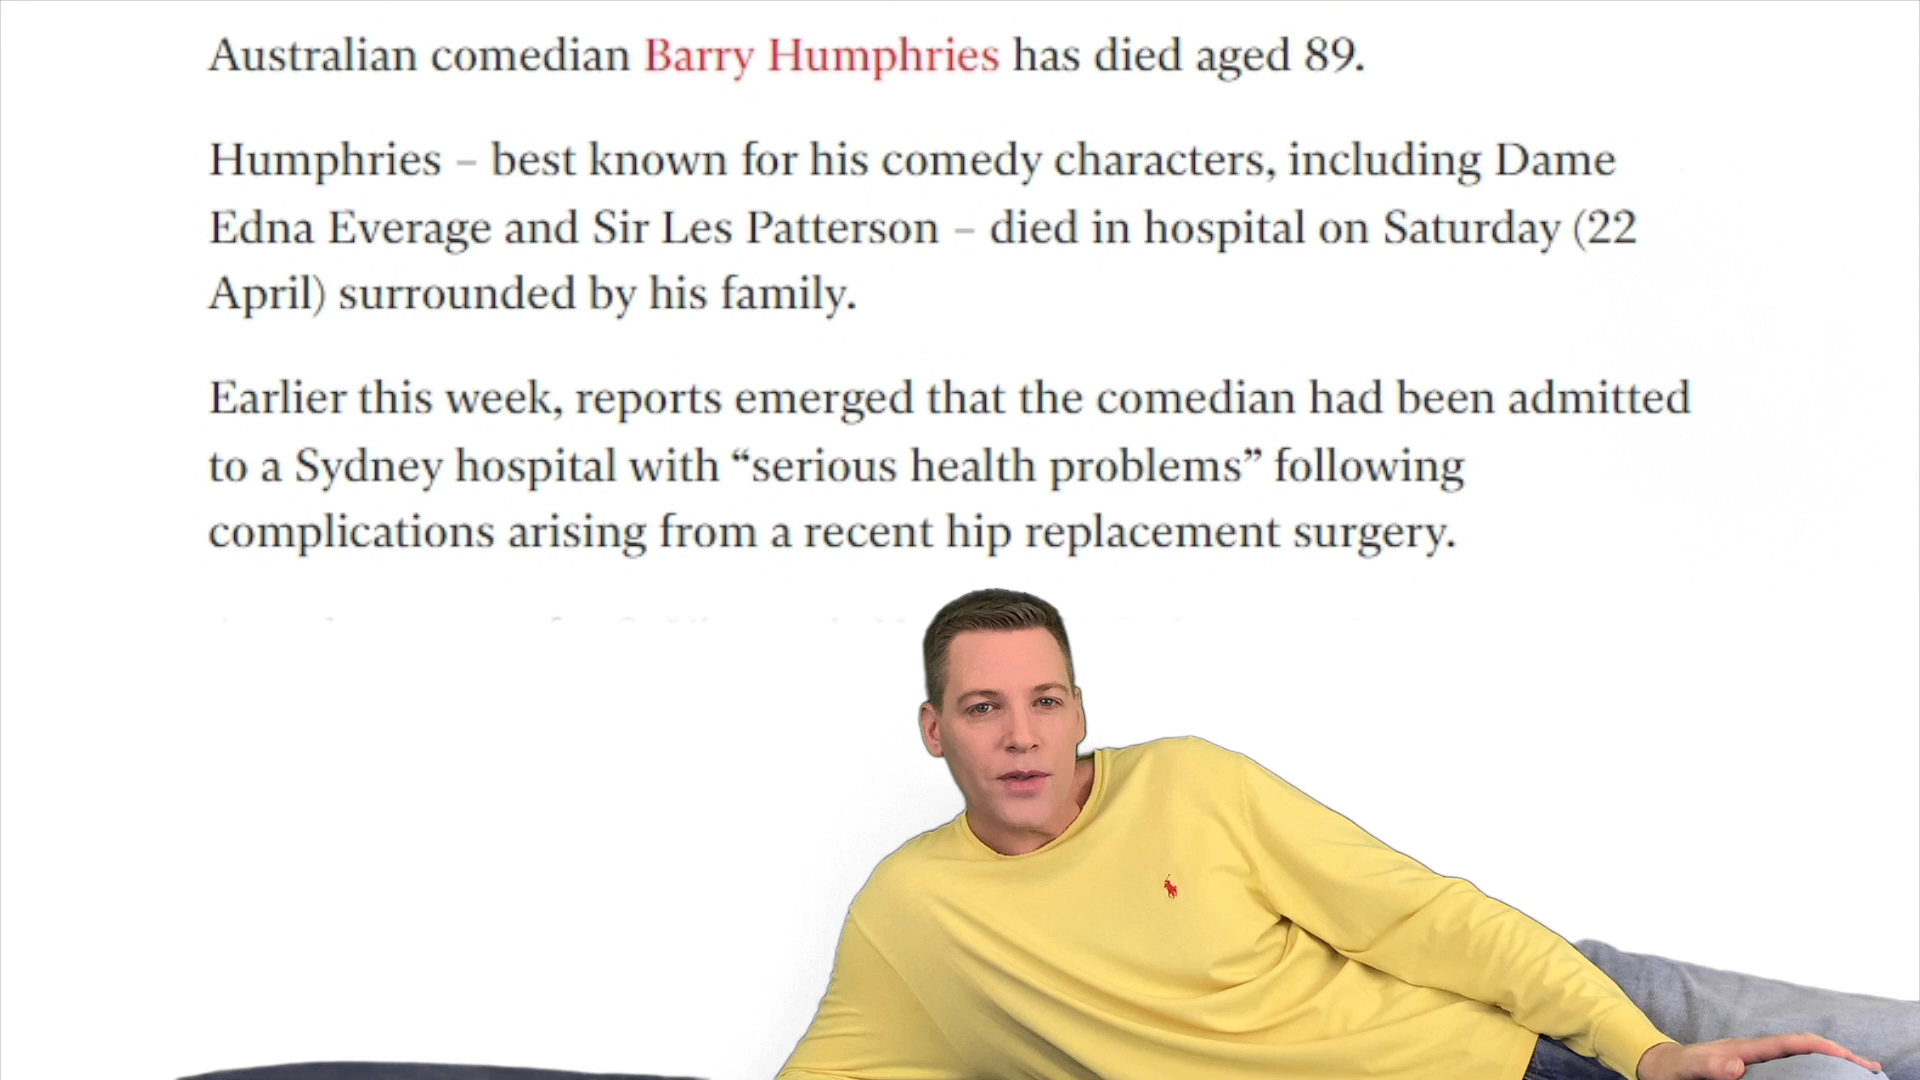 Australian comedian Barry Humphries has died aged 89.
Humphries – best known for his comedy characters, including Dame
Edna Everage and Sir Les Patterson – died in hospital on Saturday (22
April) surrounded by his family.
Earlier this week, reports emerged that the comedian had been admitted
to a Sydney hospital with “serious health problems” following
complications arising from a recent hip replacement surgery.